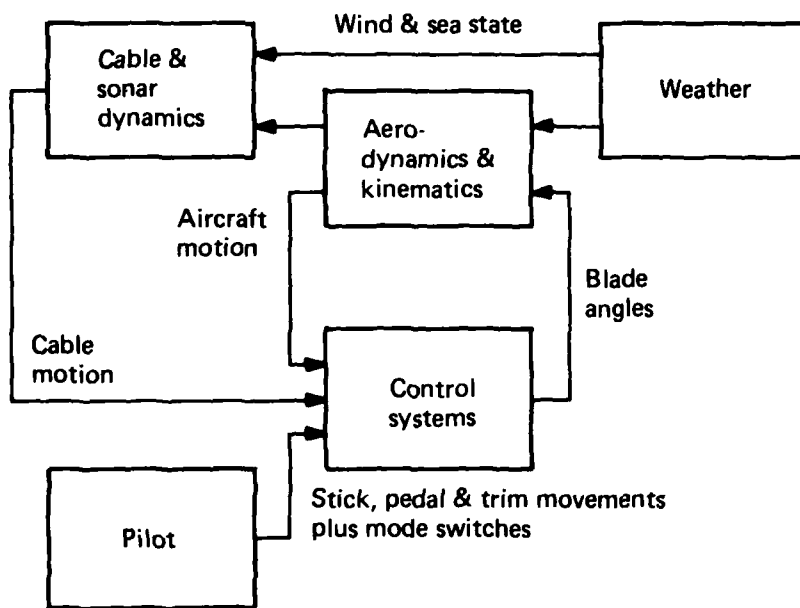 Wind & sea state
Cable &
sonar
dynamics
Weather
Aero-
dynamics &
kinematics
Aircraft
motion
Blade
angles
Cable
motion
Control
systems
Stick, pedal & trim movements
plus mode switches
Pilot